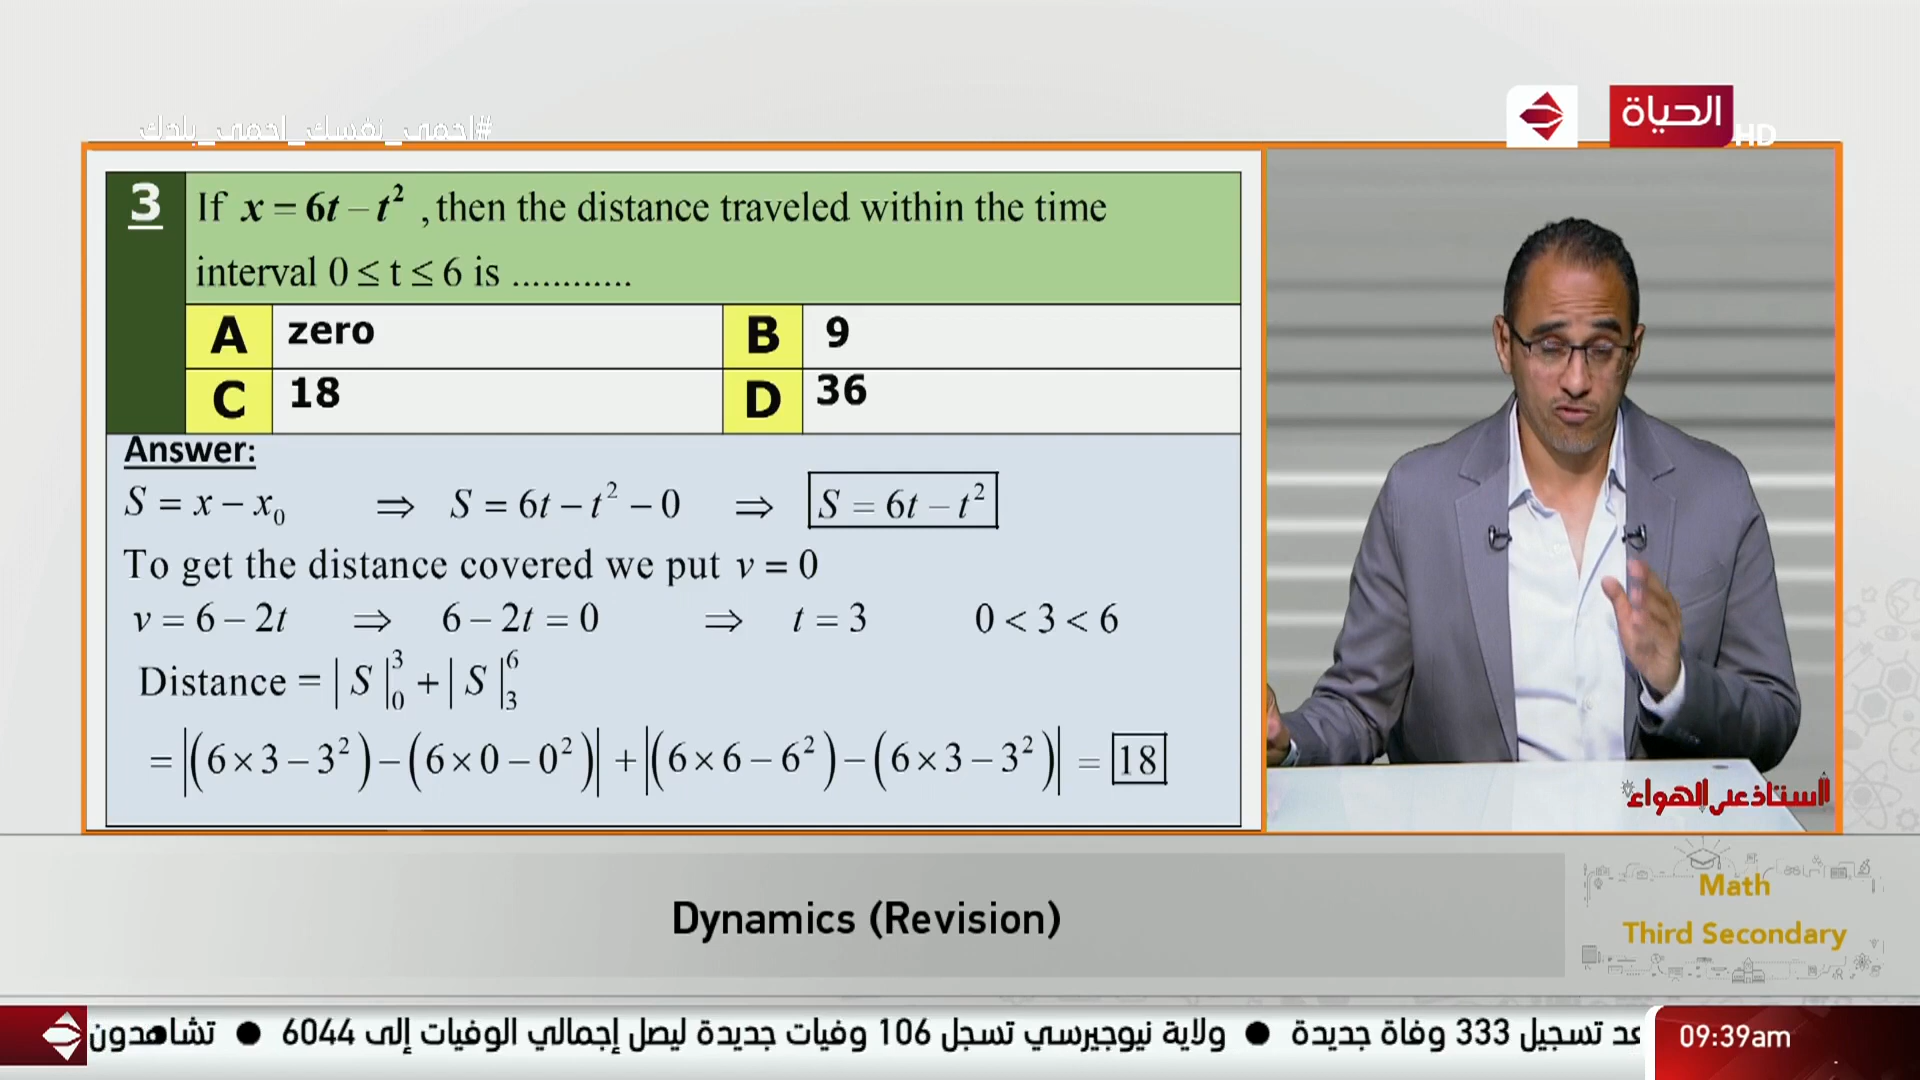 #احمي_نفسك_احمي_بلدك
الحياة
HD
3 If x = 6t − t² , then the distance traveled within the time
interval 0 ≤ t ≤ 6 is ............
A zero B 9
C 18 D 36
Answer:
S = x − x₀ ⇒ S = 6t − t² − 0 ⇒ S = 6t − t²
To get the distance covered we put v = 0
v = 6 − 2t ⇒ 6 − 2t = 0 ⇒ t = 3 0 < 3 < 6
Distance = | S |₀³ + | S |₃⁶
= |(6×3 − 3²) − (6×0 − 0²)| + |(6×6 − 6²) − (6×3 − 3²)| = 18
أستاذ على الهواء
Dynamics (Revision)
Math
Third Secondary
عد تسجيل 333 وفاة جديدة ● ولاية نيوجيرسي تسجل 106 وفيات جديدة ليصل إجمالي الوفيات إلى 6044 ● تشاهدون
09:39am